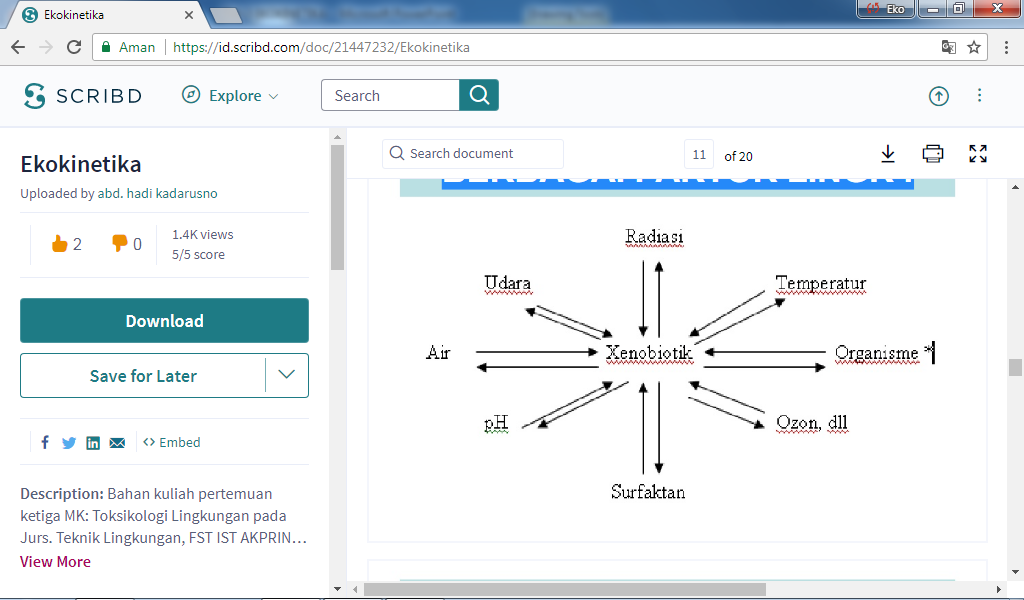 Ekokinetika
Eko
Aman
https://id.scribd.com/doc/21447232/Ekokinetika
SCRIBD
Explore
Search
Ekokinetika
Uploaded by abd. hadi kadarusno
2
0
1.4K views
5/5 score
Download
Save for Later
<> Embed
Description: Bahan kuliah pertemuan
ketiga MK: Toksikologi Lingkungan pada
Jurs. Teknik Lingkungan, FST IST AKPRIN...
View More
Search document
11 of 20
Radiasi
Udara
Temperatur
Air
Xenobiotik
Organisme *
pH
Ozon, dll
Surfaktan